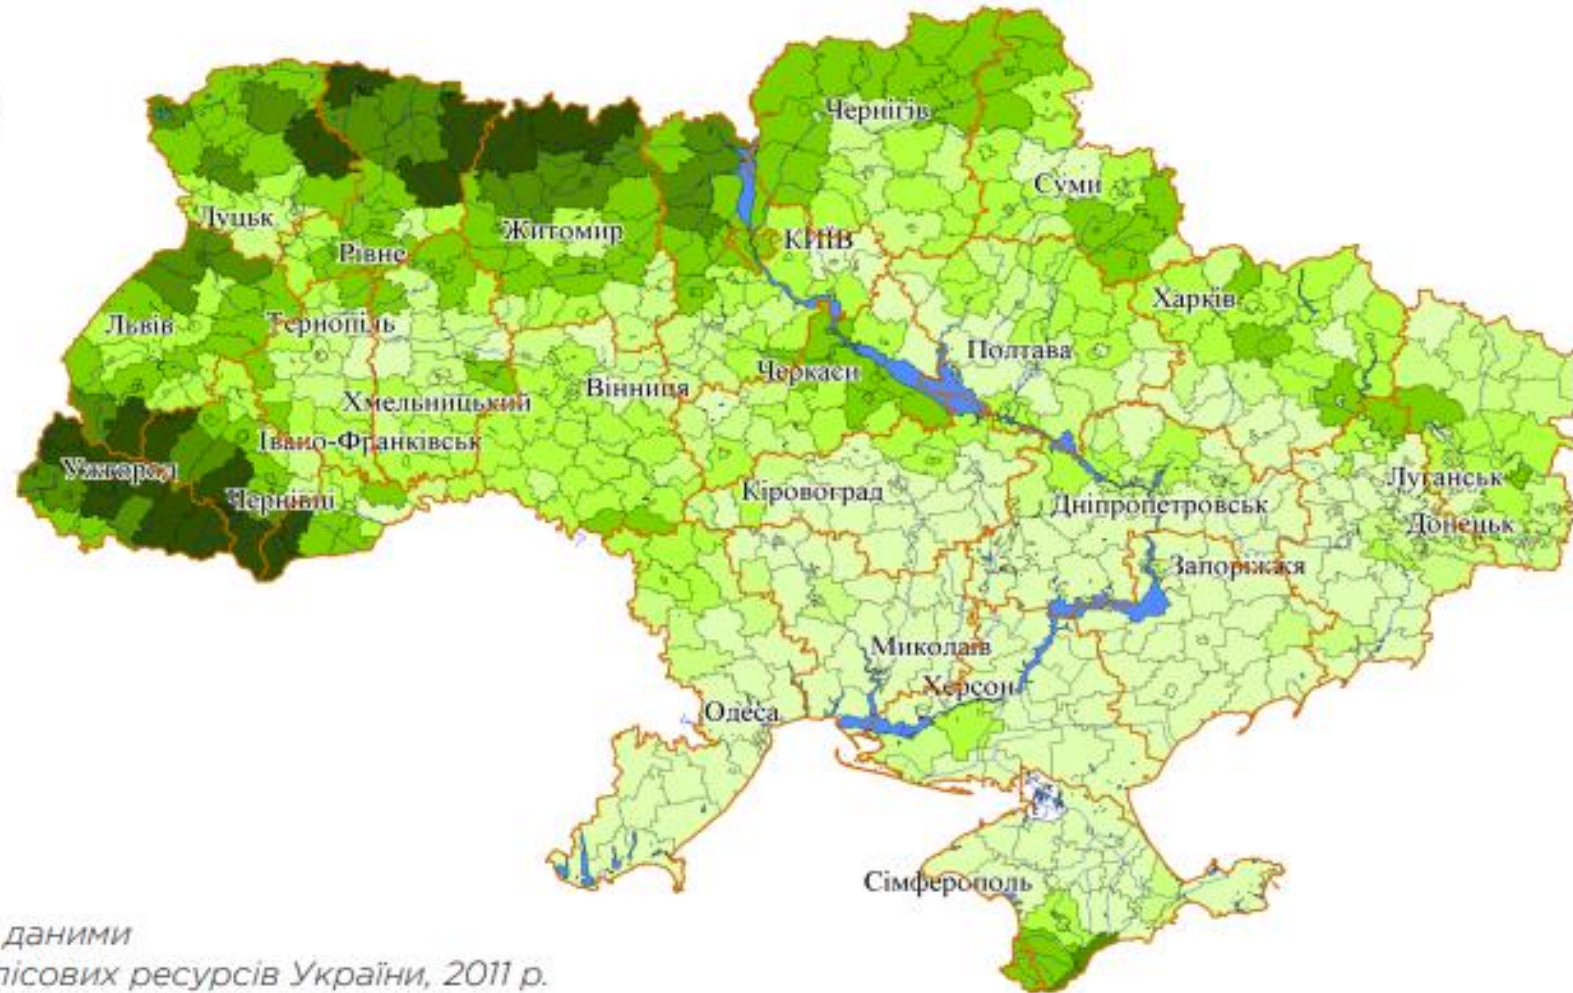 Чернігів
Суми
Луцьк
Рівне
Житомир
КИЇВ
Харків
Львів
Тернопіль
Полтава
Черкаси
Вінниця
Хмельницький
Івано-Франківськ
Ужгород
Чернівці
Кіровоград
Луганськ
Дніпропетровськ
Донецьк
Запоріжжя
Миколаїв
Херсон
Одеса
Сімферополь
даними
лісових ресурсів України, 2011 р.